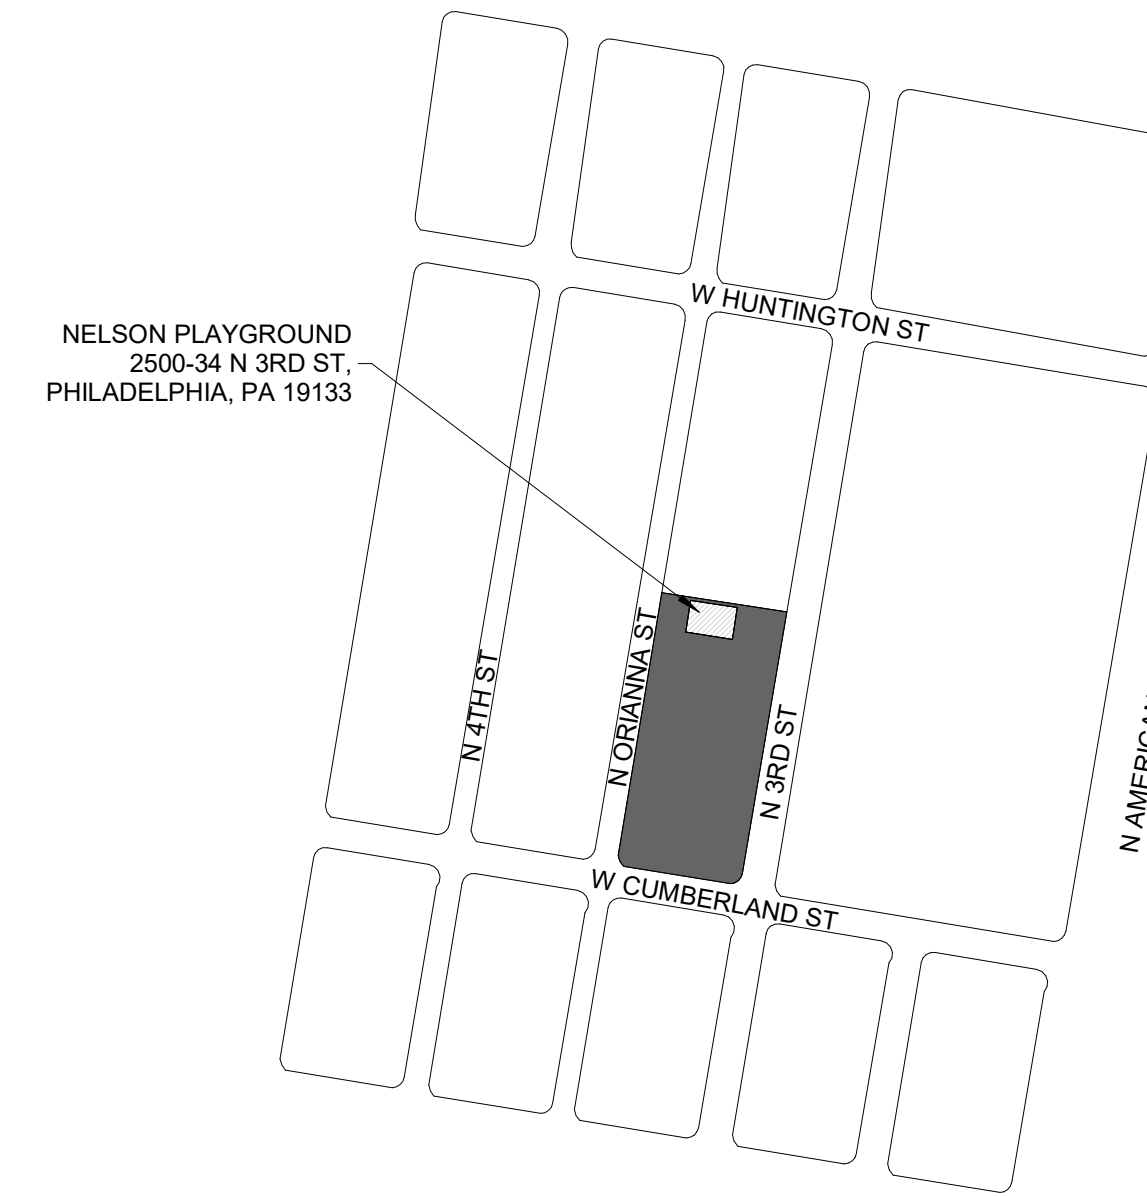 W HUNTINGTON ST
NELSON PLAYGROUND
2500-34 N 3RD ST,
PHILADELPHIA, PA 19133
N 4TH ST
N ORIANNA ST
N 3RD ST
N AMERICAN
W CUMBERLAND ST